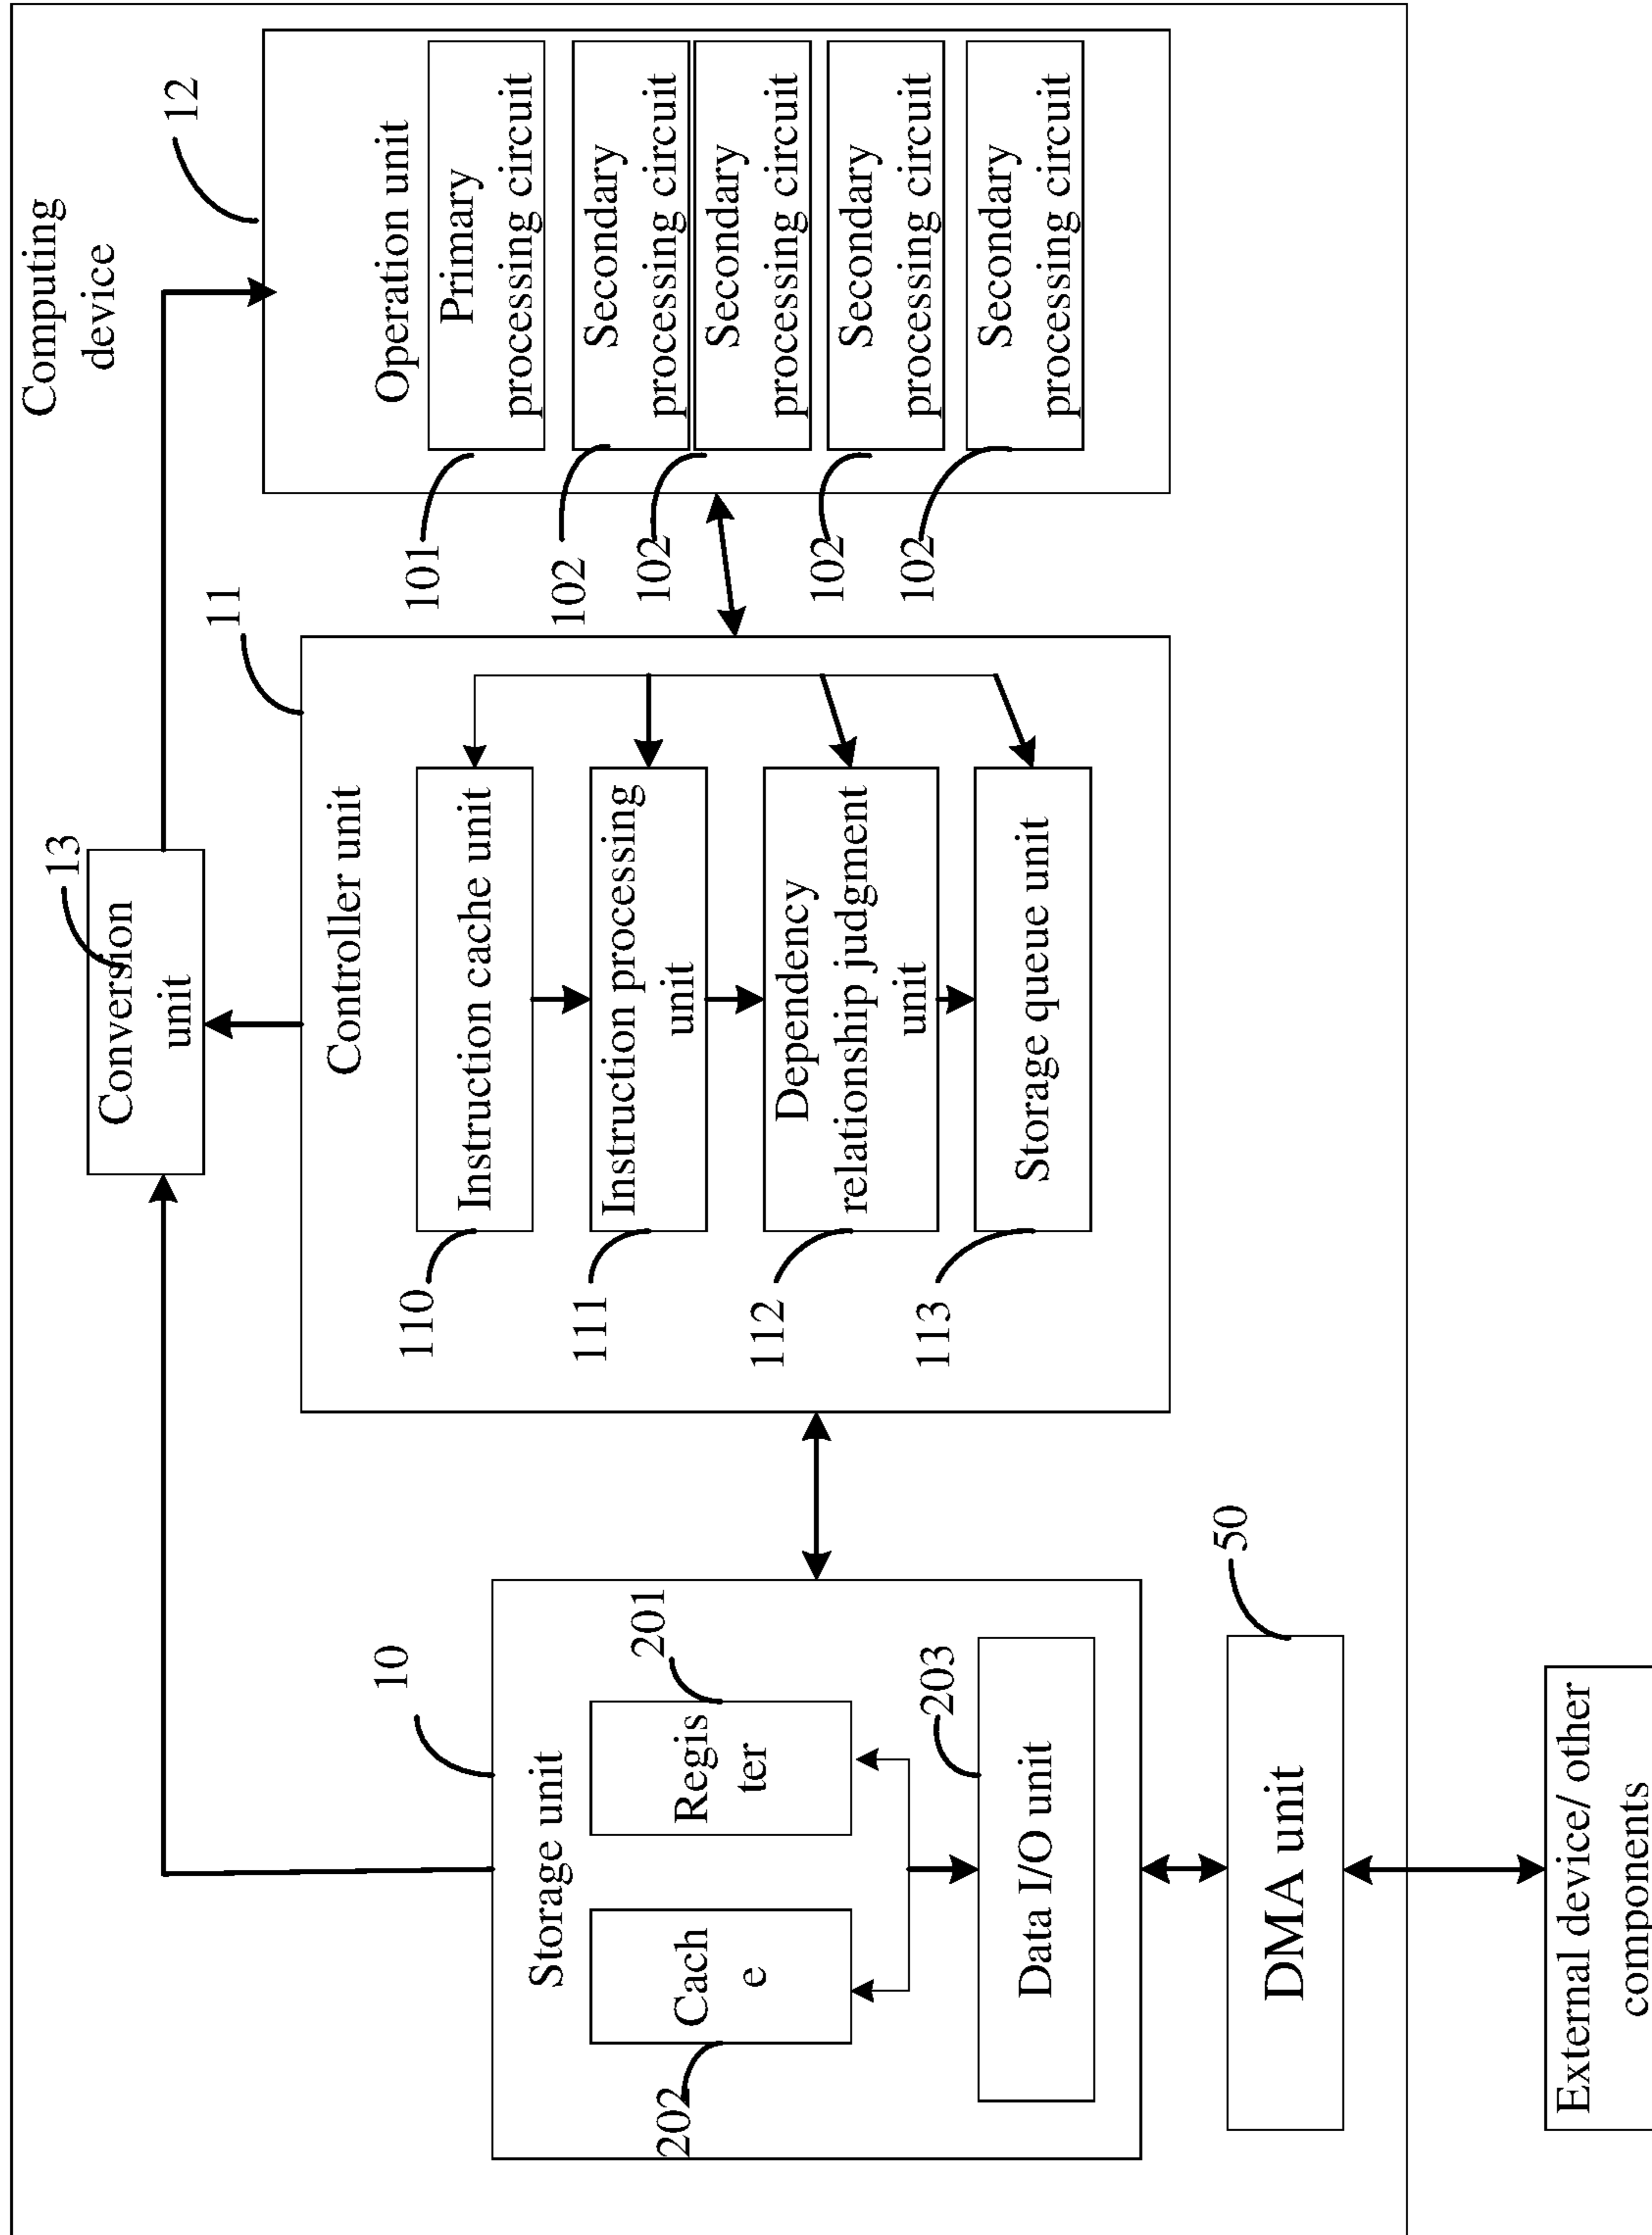 Computing
device
13
Conversion
unit
10
Storage unit
202
Cach
e
201
Regis
ter
203
Data I/O unit
50
DMA unit
External device/ other
components
11
Controller unit
110
Instruction cache unit
111
Instruction processing
unit
112
Dependency
relationship judgment
unit
113
Storage queue unit
12
Operation unit
101
Primary
processing circuit
102
Secondary
processing circuit
102
Secondary
processing circuit
102
Secondary
processing circuit
102
Secondary
processing circuit